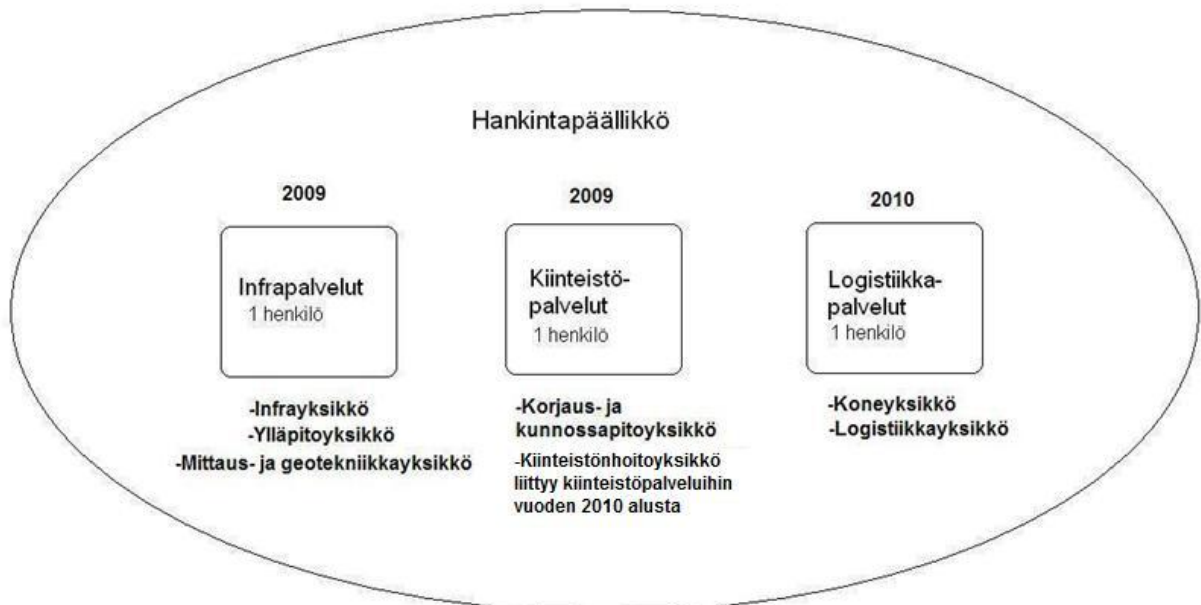 Hankintapäällikkö
2009
Infrapalvelut
1 henkilö
-Infrayksikkö
-Ylläpitoyksikkö
-Mittaus- ja geotekniikkayksikkö
2009
Kiinteistö-
palvelut
1 henkilö
-Korjaus- ja
kunnossapitoyksikkö
-Kiinteistönhoitoyksikkö
liittyy kiinteistöpalveluihin
vuoden 2010 alusta
2010
Logistiikka-
palvelut
1 henkilö
-Koneyksikkö
-Logistiikkayksikkö